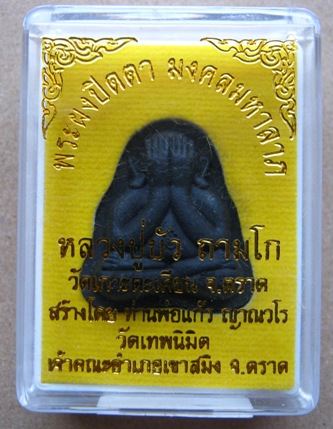 พระผงปิดตา มงคลมหาลาภ
หลวงปู่บัว ถามโก
วัดเกาะตะเคียน จ.ตราด
สร้างโดย ท่านพ่อแก้ว ญาณวโร
วัดเทพนิมิต
เจ้าคณะอำเภอเขาสมิง จ.ตราด